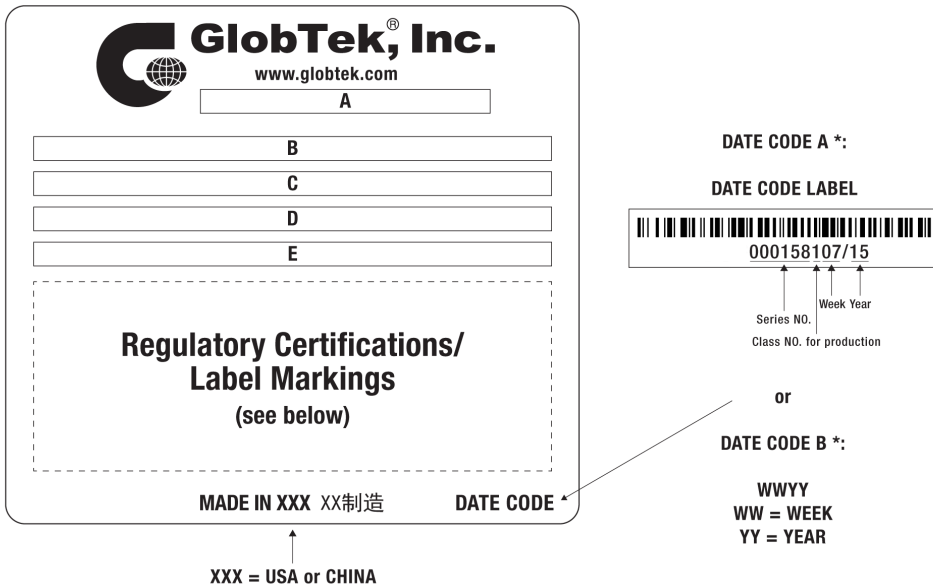 GlobTek,® Inc.
www.globtek.com
A
B
C
D
E
Regulatory Certifications/
Label Markings
(see below)
MADE IN XXX XX制造 DATE CODE
XXX = USA or CHINA
DATE CODE A *:
DATE CODE LABEL
000158107/15
Week Year
Series NO.
Class NO. for production
or
DATE CODE B *:
WWYY
WW = WEEK
YY = YEAR